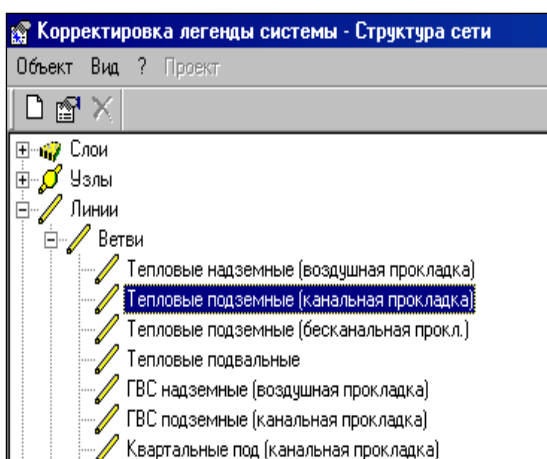 Корректировка легенды системы - Структура сети
Объект Вид ? Проект
Слои
Узлы
Линии
Ветви
Тепловые надземные (воздушная прокладка)
Тепловые подземные (канальная прокладка)
Тепловые подземные (бесканальная прокл.)
Тепловые подвальные
ГВС надземные (воздушная прокладка)
ГВС подземные (канальная прокладка)
Квартальные под (канальная прокладка)